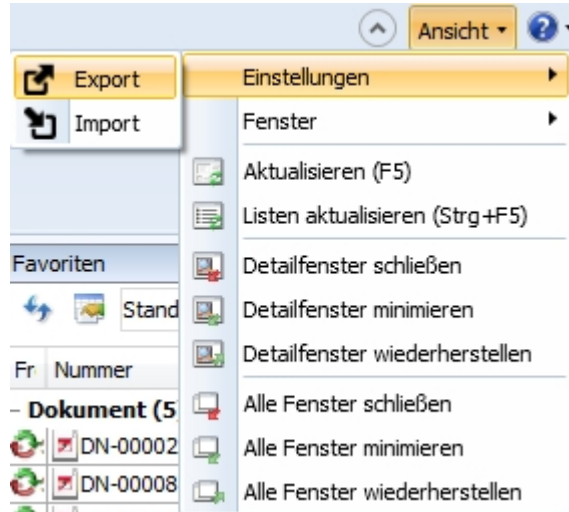 Ansicht
Export
Einstellungen
Import
Fenster
Aktualisieren (F5)
Listen aktualisieren (Strg+F5)
Favoriten
Detailfenster schließen
Stand
Detailfenster minimieren
Detailfenster wiederherstellen
Fr Nummer
Dokument (5
Alle Fenster schließen
DN-00002
Alle Fenster minimieren
DN-00008
Alle Fenster wiederherstellen